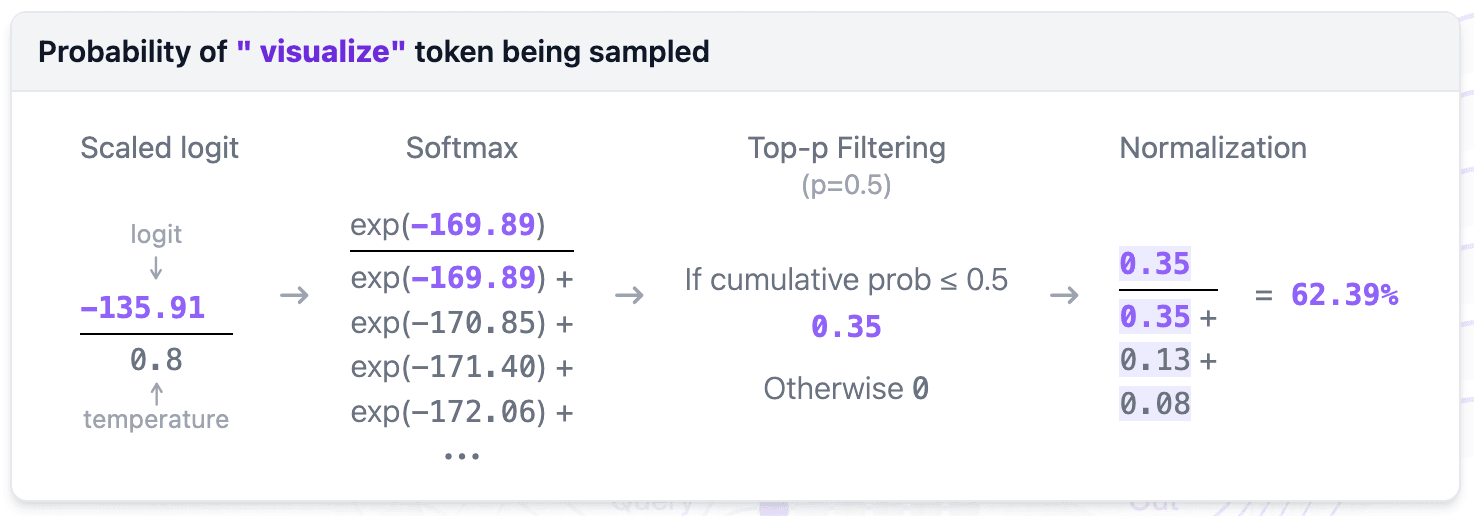 Probability of " visualize" token being sampled
Scaled logit
logit
↓
-135.91
0.8
↑
temperature
→
Softmax
exp(-169.89)
exp(-169.89) +
exp(-170.85) +
exp(-171.40) +
exp(-172.06) +
...
→
Top-p Filtering
(p=0.5)
If cumulative prob ≤ 0.5
0.35
Otherwise 0
→
Normalization
0.35
0.35 +
0.13 +
0.08
= 62.39%
Query
Out